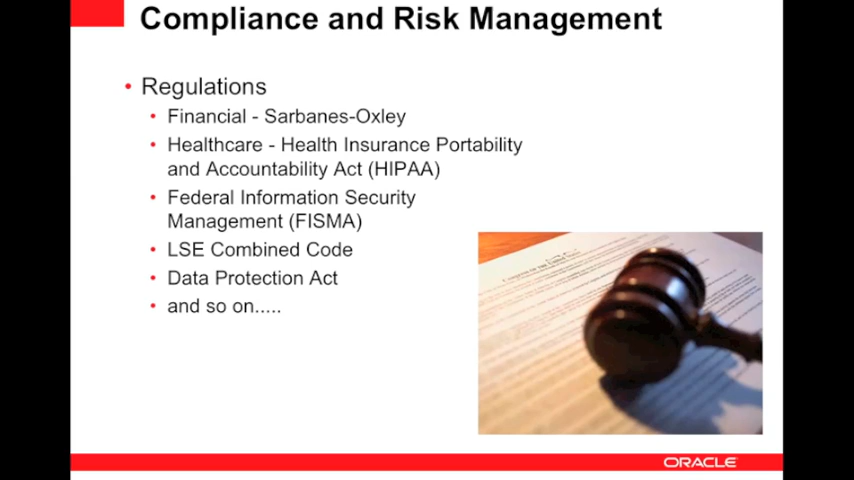 Compliance and Risk Management
• Regulations
• Financial - Sarbanes-Oxley
• Healthcare - Health Insurance Portability
and Accountability Act (HIPAA)
• Federal Information Security
Management (FISMA)
• LSE Combined Code
• Data Protection Act
• and so on.....
ORACLE